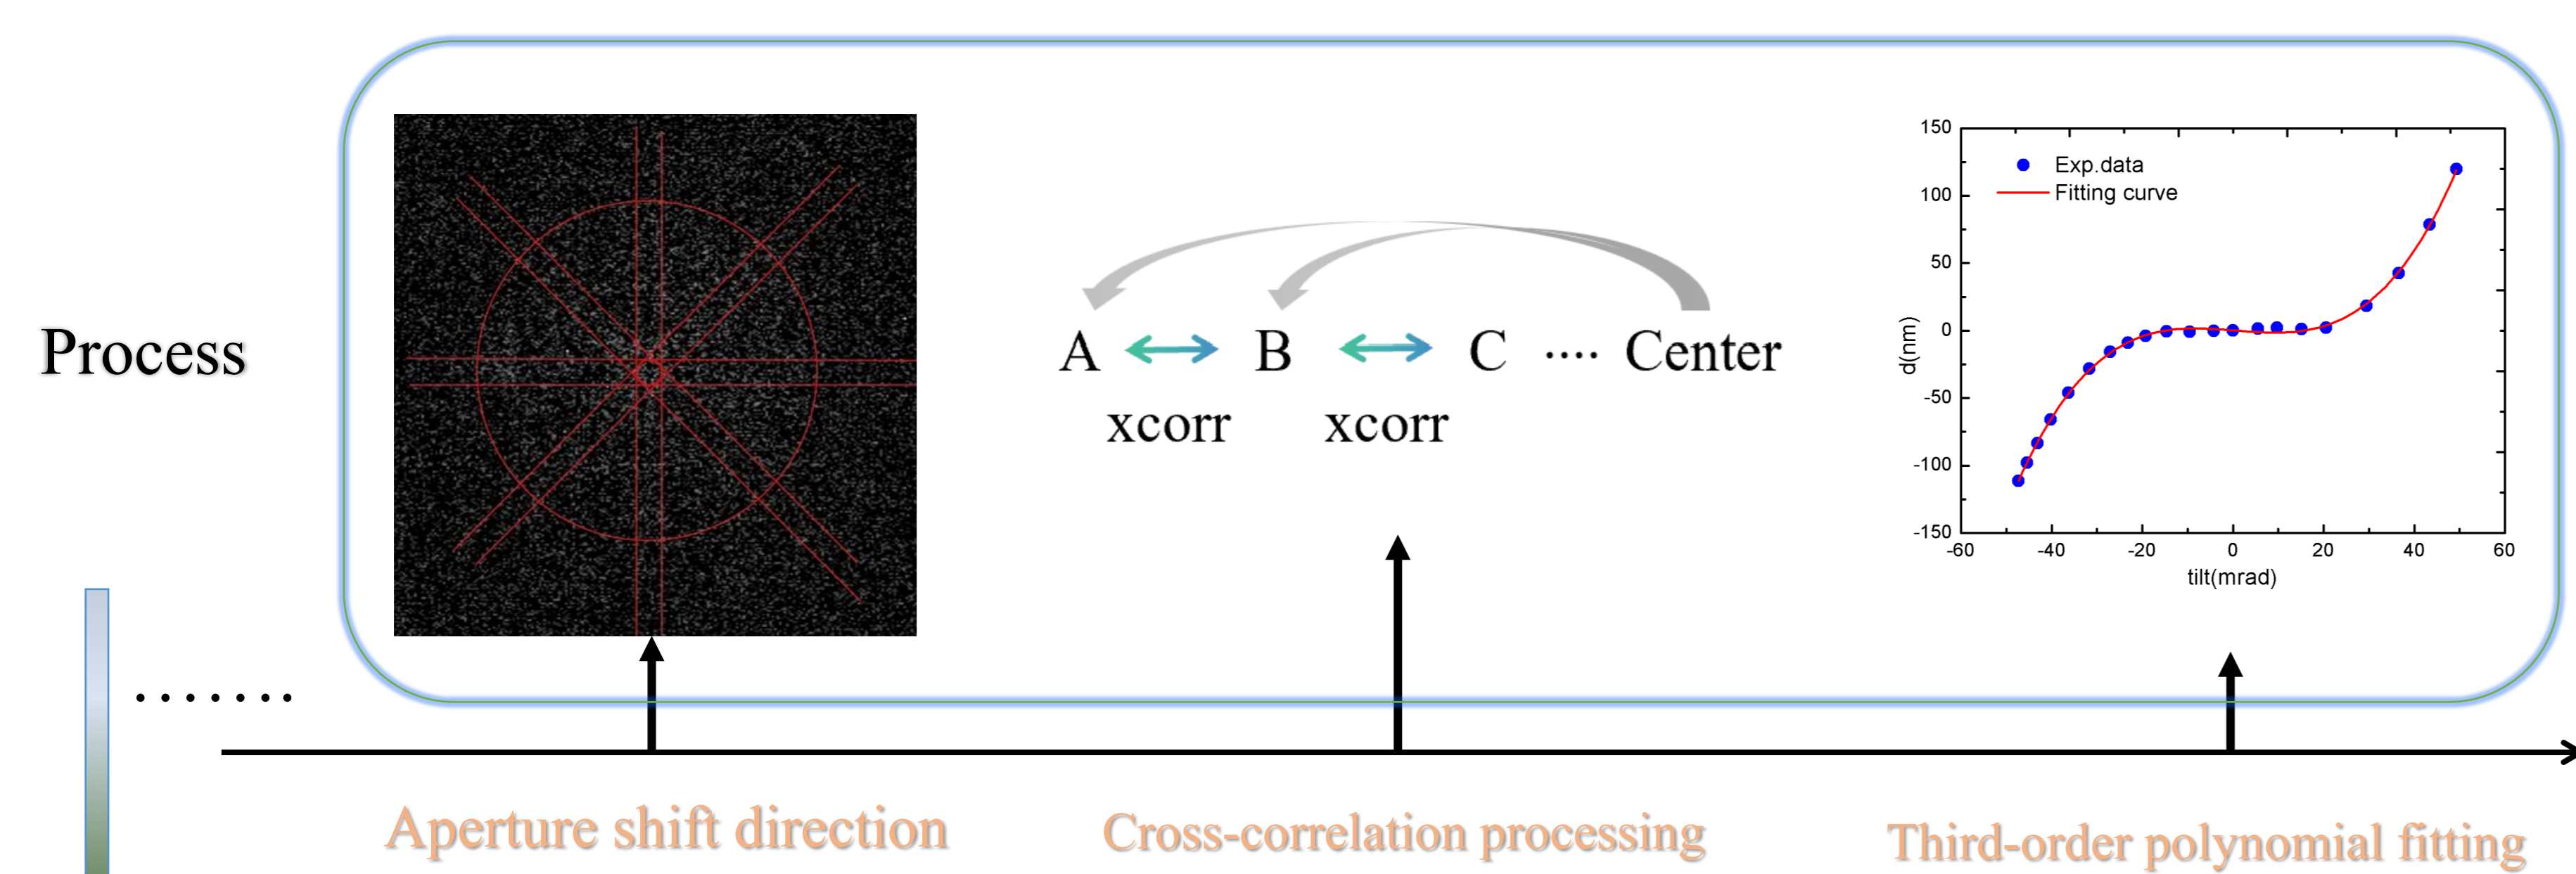 Process
A B C .... Center
xcorr xcorr
150
100
50
0
-50
-100
-150
d(nm)
Exp.data
Fitting curve
-60 -40 -20 0 20 40 60
tilt(mrad)
.......
Aperture shift direction
Cross-correlation processing
Third-order polynomial fitting